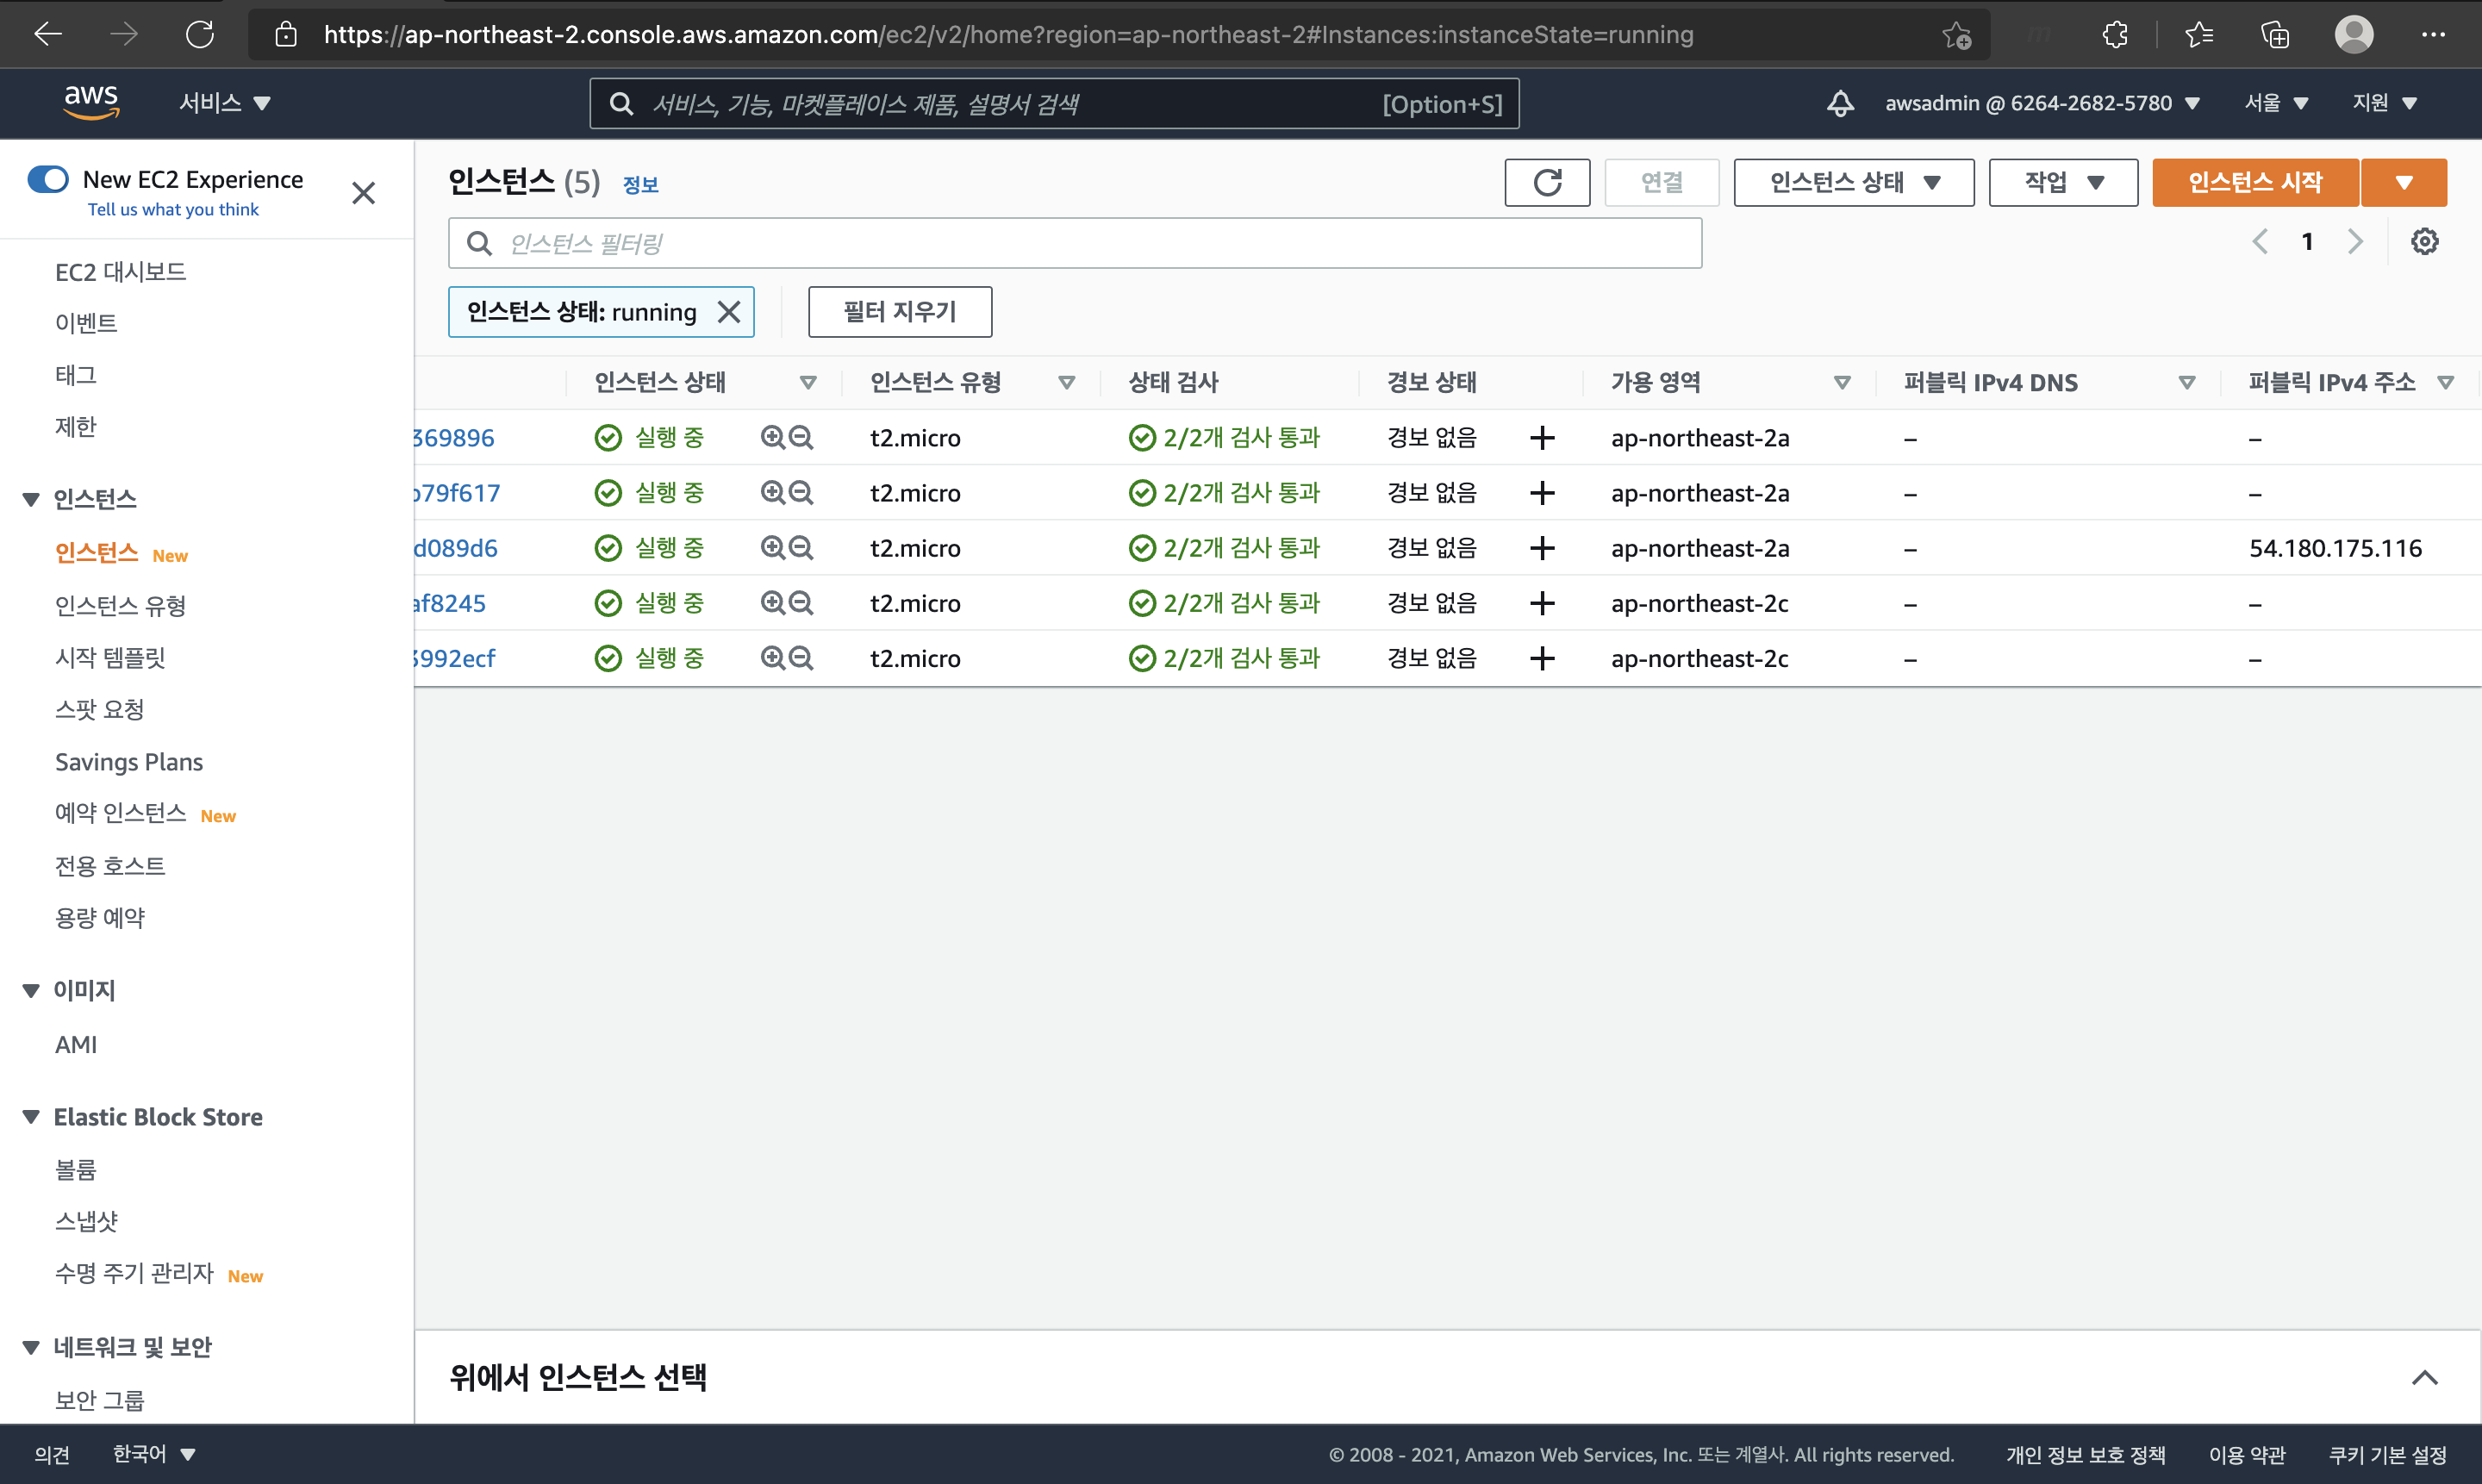 https://ap-northeast-2.console.aws.amazon.com/ec2/v2/home?region=ap-northeast-2#Instances:instanceState=running
aws 서비스 서비스, 기능, 마켓플레이스 제품, 설명서 검색 [Option+S] awsadmin @ 6264-2682-5780 서울 지원
New EC2 Experience
Tell us what you think
EC2 대시보드
이벤트
태그
제한
인스턴스
인스턴스 New
인스턴스 유형
시작 템플릿
스팟 요청
Savings Plans
예약 인스턴스 New
전용 호스트
용량 예약
이미지
AMI
Elastic Block Store
볼륨
스냅샷
수명 주기 관리자 New
네트워크 및 보안
보안 그룹
인스턴스 (5) 정보 연결 인스턴스 상태 작업 인스턴스 시작
인스턴스 필터링 1
인스턴스 상태: running 필터 지우기
인스턴스 상태 인스턴스 유형 상태 검사 경보 상태 가용 영역 퍼블릭 IPv4 DNS 퍼블릭 IPv4 주소
369896 실행 중 t2.micro 2/2개 검사 통과 경보 없음 + ap-northeast-2a – –
b79f617 실행 중 t2.micro 2/2개 검사 통과 경보 없음 + ap-northeast-2a – –
d089d6 실행 중 t2.micro 2/2개 검사 통과 경보 없음 + ap-northeast-2a – 54.180.175.116
af8245 실행 중 t2.micro 2/2개 검사 통과 경보 없음 + ap-northeast-2c – –
3992ecf 실행 중 t2.micro 2/2개 검사 통과 경보 없음 + ap-northeast-2c – –
위에서 인스턴스 선택
의견 한국어 © 2008 - 2021, Amazon Web Services, Inc. 또는 계열사. All rights reserved. 개인 정보 보호 정책 이용 약관 쿠키 기본 설정